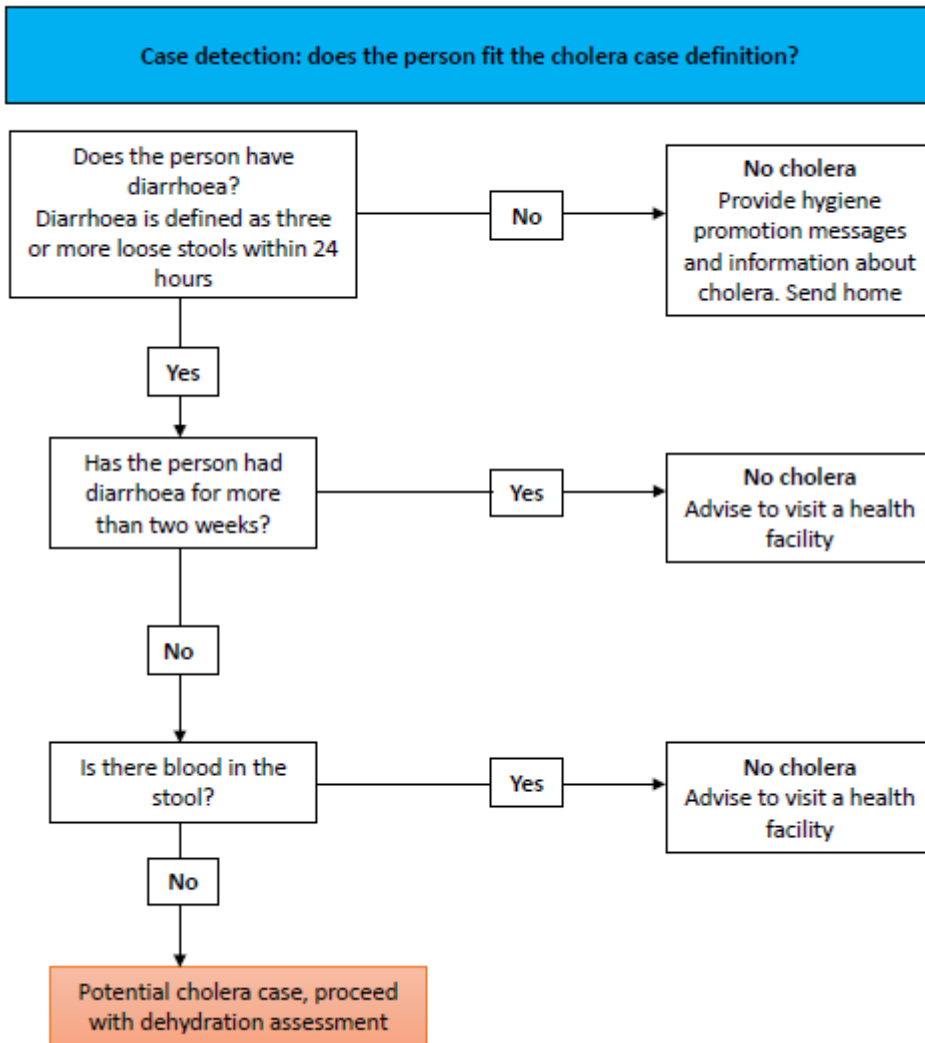 Case detection: does the person fit the cholera case definition?
Does the person have
diarrhoea?
Diarrhoea is defined as three
or more loose stools within 24
hours
No
No cholera
Provide hygiene
promotion messages
and information about
cholera. Send home
Yes
Has the person had
diarrhoea for more
than two weeks?
Yes
No cholera
Advise to visit a health
facility
No
Is there blood in the
stool?
Yes
No cholera
Advise to visit a health
facility
No
Potential cholera case, proceed
with dehydration assessment